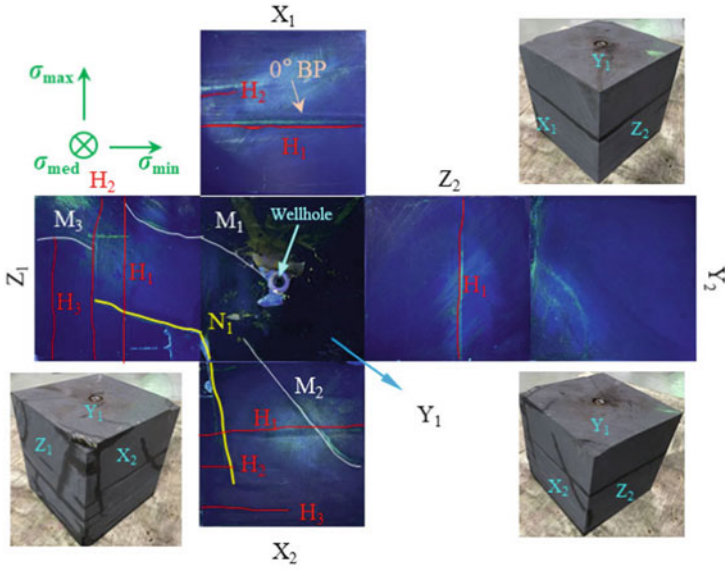 X1
0° BP
H2
H1
Y1
X1
Z2
σmax
σmed
σmin
H2
M3
M1
Wellhole
Z2
Z1
H3
H1
H1
Y2
N1
M2
Y1
H1
H2
H3
X2
Y1
Z1
X2
Y1
X2
Z2